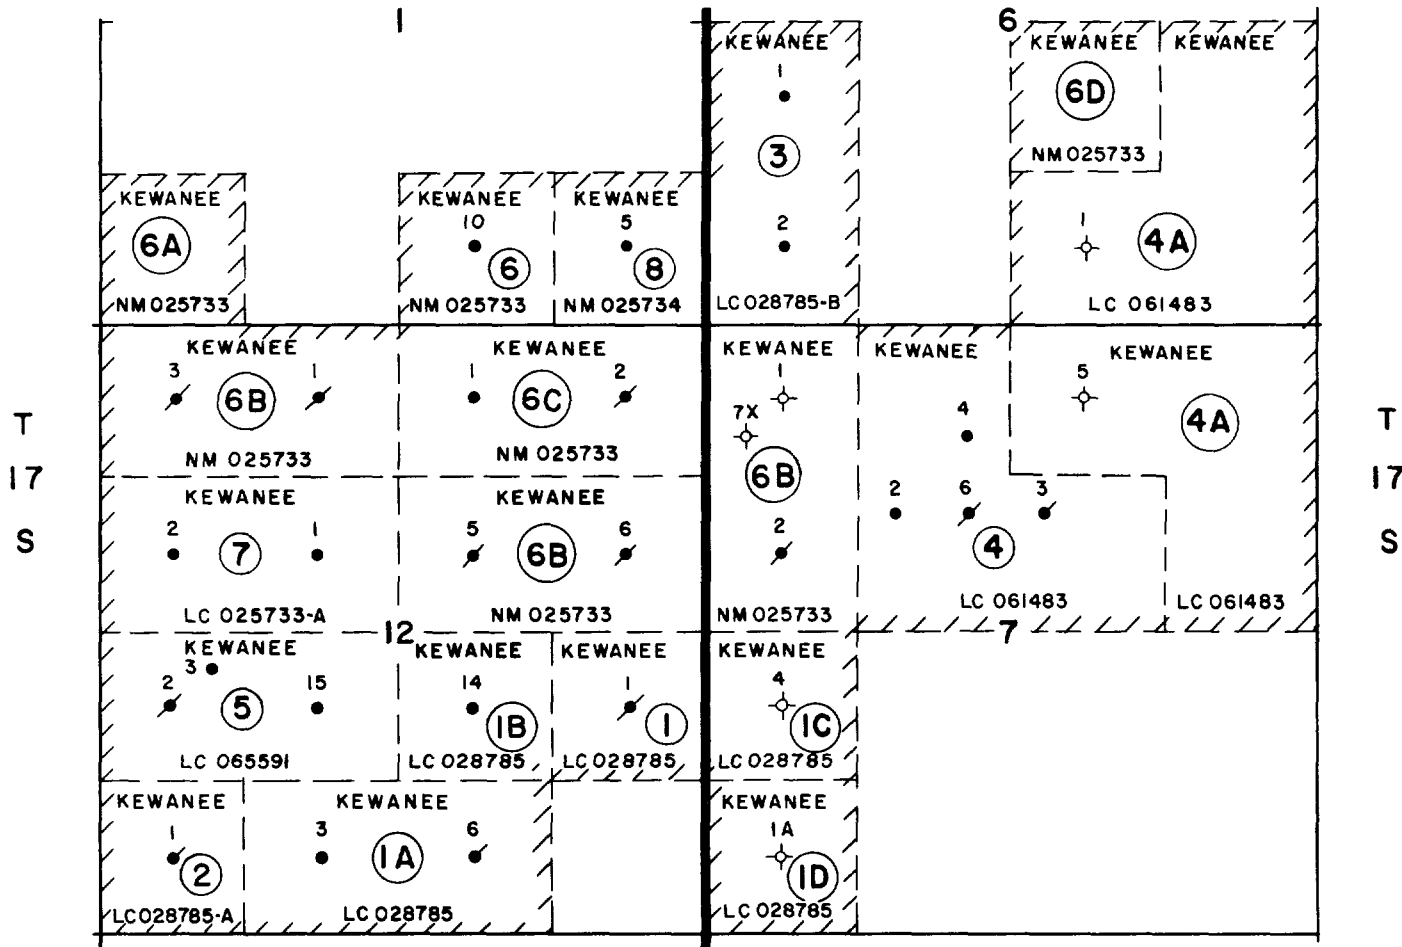 1
6
KEWANEE
1
3
2
LC 028785-B
KEWANEE
6D
NM 025733
KEWANEE
1
4A
LC 061483
KEWANEE
6A
NM 025733
KEWANEE
10
6
NM 025733
KEWANEE
5
8
NM 025734
T
17
S
KEWANEE
3
1
6B
NM 025733
KEWANEE
1
2
6C
NM 025733
KEWANEE
1
7X
6B
2
NM 025733
KEWANEE
4
2
6
3
4
LC 061483
KEWANEE
5
4A
LC 061483
T
17
S
KEWANEE
2
1
7
LC 025733-A
KEWANEE
5
6
6B
NM 025733
12
7
KEWANEE
3
2
15
5
LC 065591
KEWANEE
14
1B
LC 028785
KEWANEE
1
1
LC 028785
KEWANEE
4
1C
LC 028785
KEWANEE
1
2
LC 028785-A
KEWANEE
3
6
1A
LC 028785
KEWANEE
1A
1D
LC 028785